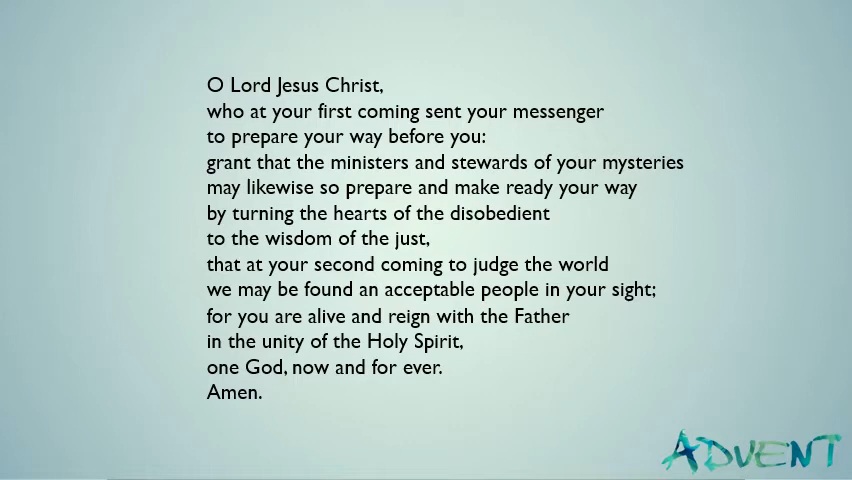 O Lord Jesus Christ,
who at your first coming sent your messenger
to prepare your way before you:
grant that the ministers and stewards of your mysteries
may likewise so prepare and make ready your way
by turning the hearts of the disobedient
to the wisdom of the just,
that at your second coming to judge the world
we may be found an acceptable people in your sight;
for you are alive and reign with the Father
in the unity of the Holy Spirit,
one God, now and for ever.
Amen.
ADVENT